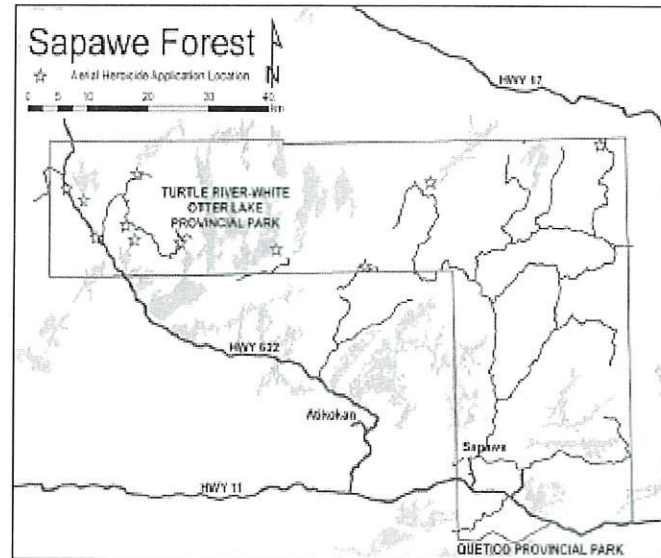 Sapawe Forest
N
Aerial Herbicide Application Location
0 5 10 20 30 40
km
HWY 17
TURTLE RIVER-WHITE
OTTER LAKE
PROVINCIAL PARK
HWY 622
Atikokan
Sapawe
HWY 11
QUETICO PROVINCIAL PARK